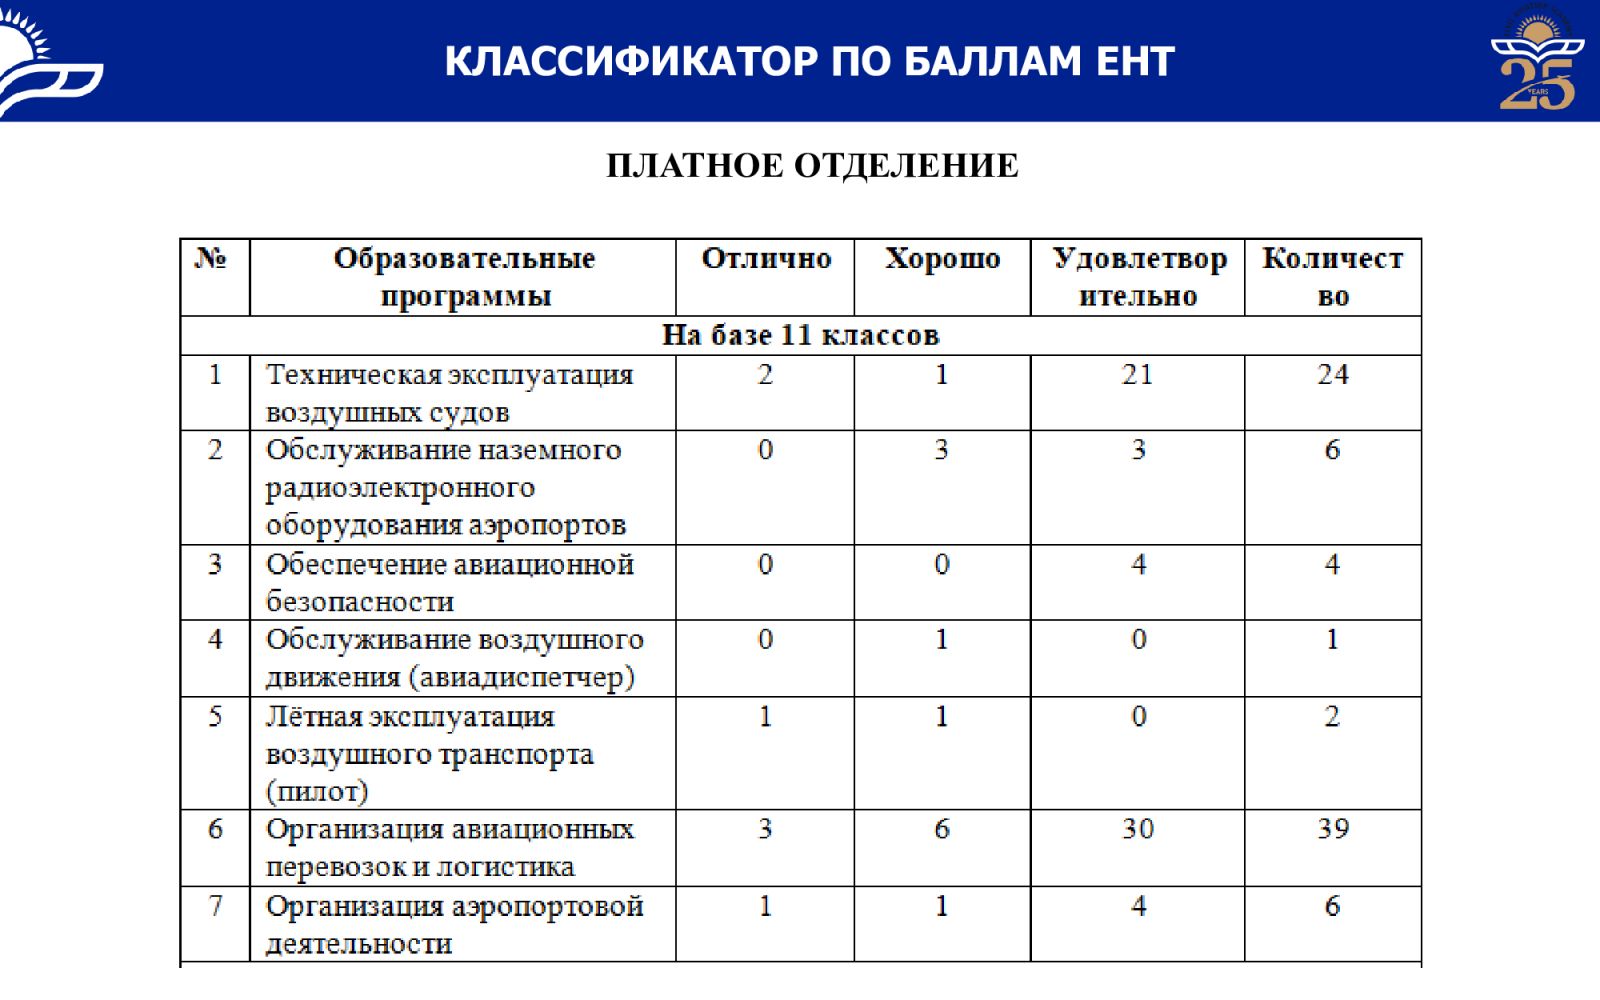 КЛАССИФИКАТОР ПО БАЛЛАМ ЕНТ
25
YEARS
ПЛАТНОЕ ОТДЕЛЕНИЕ
№ Образовательные программы Отлично Хорошо Удовлетворительно Количество
На базе 11 классов
1 Техническая эксплуатация воздушных судов 2 1 21 24
2 Обслуживание наземного радиоэлектронного оборудования аэропортов 0 3 3 6
3 Обеспечение авиационной безопасности 0 0 4 4
4 Обслуживание воздушного движения (авиадиспетчер) 0 1 0 1
5 Лётная эксплуатация воздушного транспорта (пилот) 1 1 0 2
6 Организация авиационных перевозок и логистика 3 6 30 39
7 Организация аэропортовой деятельности 1 1 4 6